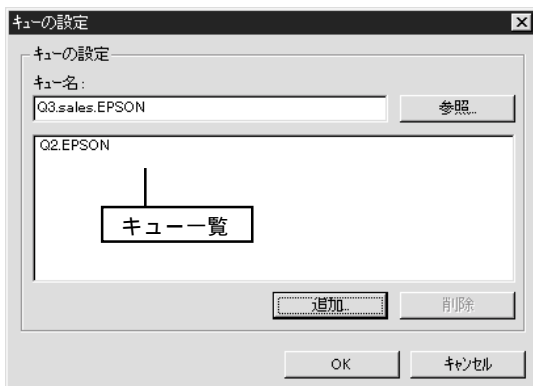 キューの設定
キューの設定
キュー名:
Q3.sales.EPSON
参照...
Q2.EPSON
キュー一覧
追加...
削除
OK
キャンセル